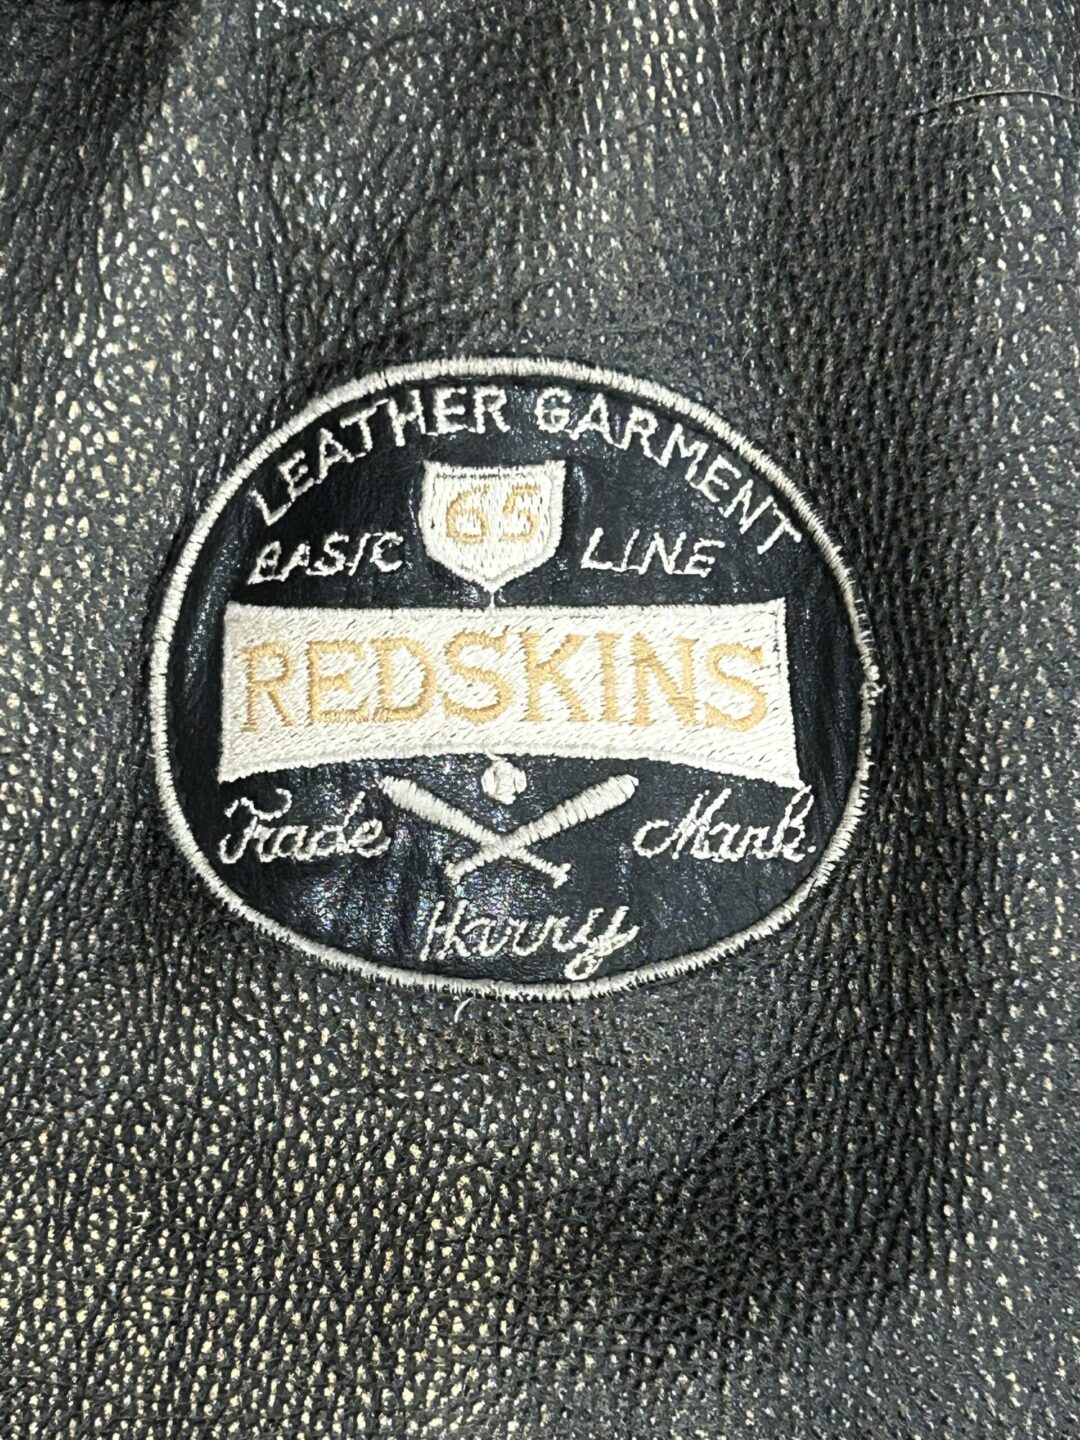 LEATHER GARMENT
65
BASIC LINE
REDSKINS
Trade Mark
Harry